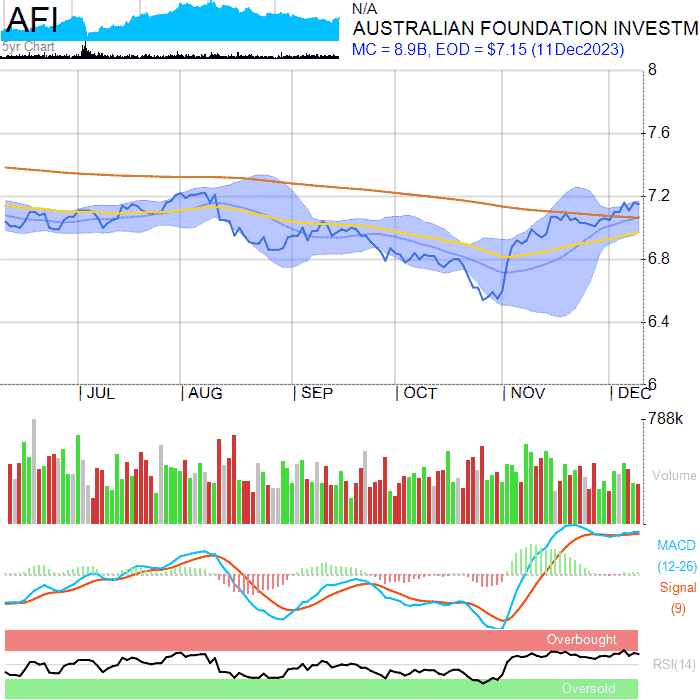 AFI
5yr Chart
N/A
AUSTRALIAN FOUNDATION INVESTM
MC = 8.9B, EOD = $7.15 (11Dec2023)
8
7.6
7.2
6.8
6.4
6
JUL
AUG
SEP
OCT
NOV
DEC
788k
Volume
MACD
(12-26)
Signal
(9)
Overbought
RSI(14)
Oversold